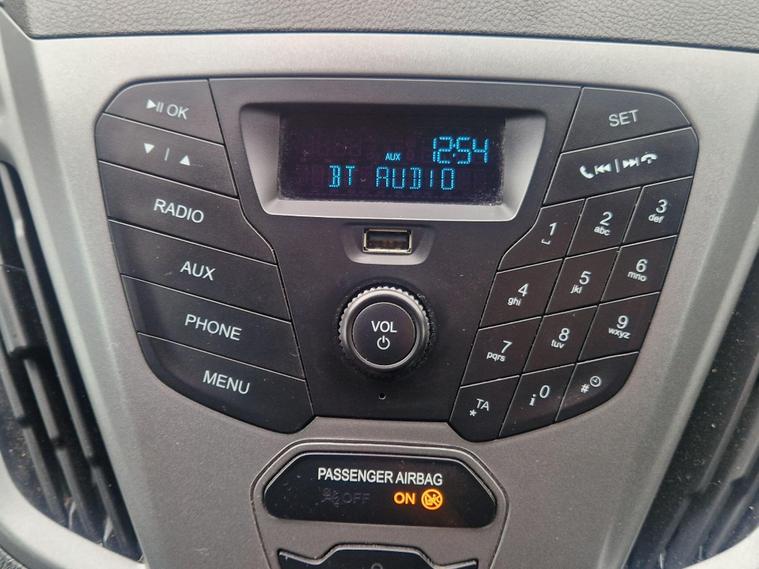 OK
SET
AUX
12:54
BT AUDIO
RADIO
AUX
PHONE
MENU
VOL
1
2
abc
3
def
4
ghi
5
jkl
6
mno
7
pqrs
8
tuv
9
wxyz
* TA
i 0
#
PASSENGER AIRBAG
OFF
ON